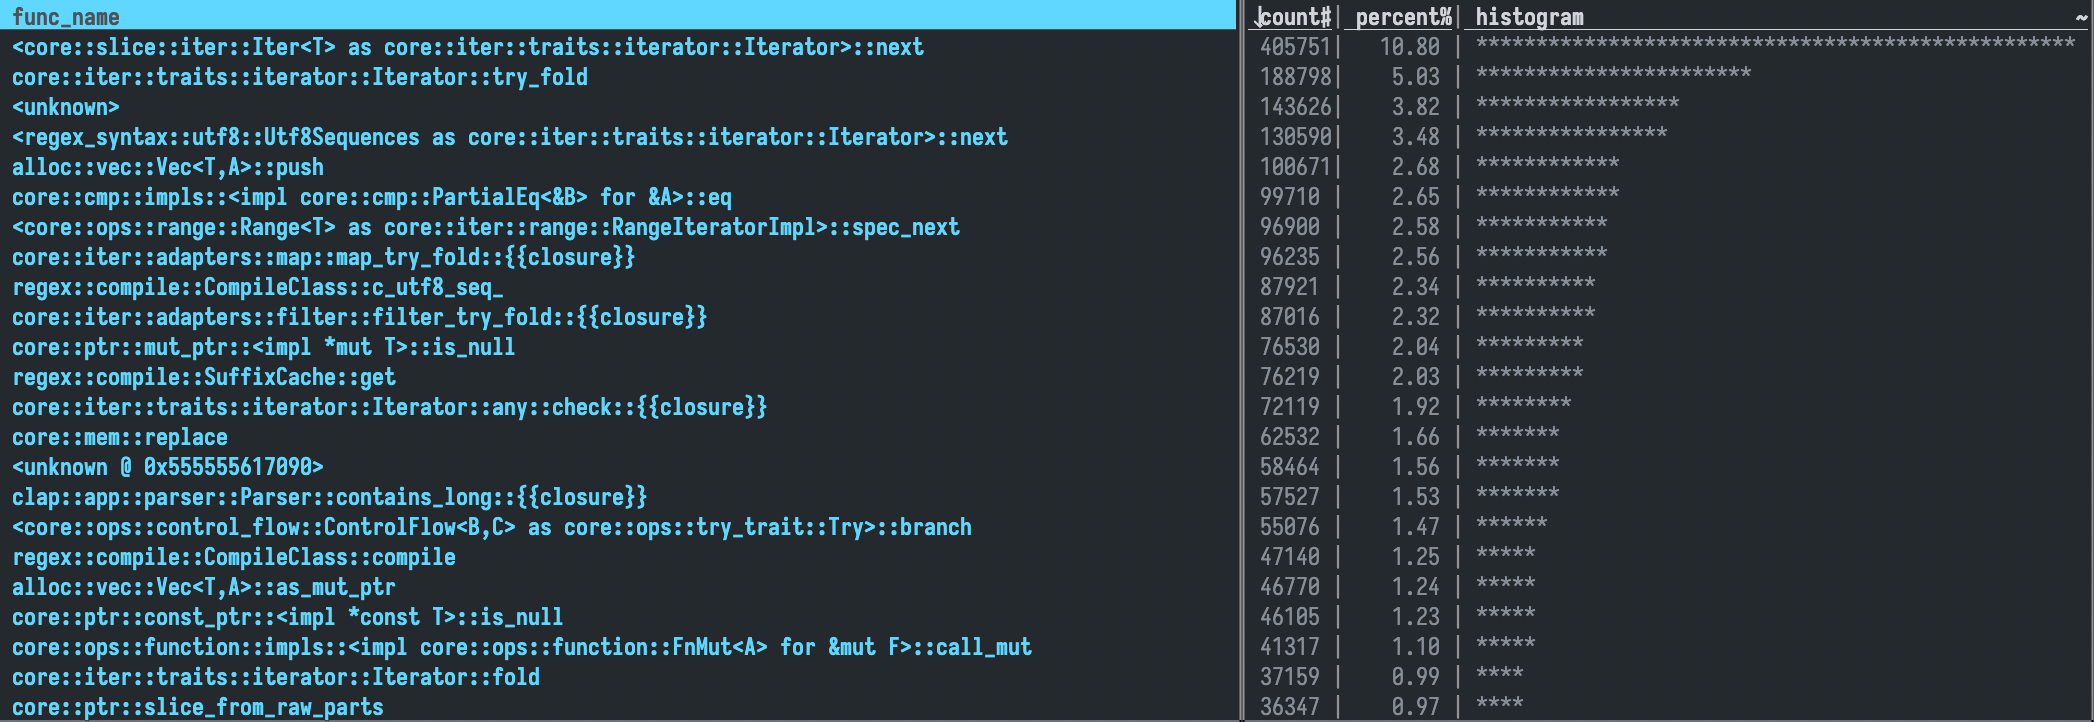 func_name ↓count#| percent%| histogram ~
<core::slice::iter::Iter<T> as core::iter::traits::iterator::Iterator>::next 405751| 10.80 | **************************************************
core::iter::traits::iterator::Iterator::try_fold 188798| 5.03 | ***********************
<unknown> 143626| 3.82 | *****************
<regex_syntax::utf8::Utf8Sequences as core::iter::traits::iterator::Iterator>::next 130590| 3.48 | ****************
alloc::vec::Vec<T,A>::push 100671| 2.68 | ************
core::cmp::impls::<impl core::cmp::PartialEq<&B> for &A>::eq 99710 | 2.65 | ************
<core::ops::range::Range<T> as core::iter::range::RangeIteratorImpl>::spec_next 96900 | 2.58 | ***********
core::iter::adapters::map::map_try_fold::{{closure}} 96235 | 2.56 | ***********
regex::compile::CompileClass::c_utf8_seq_ 87921 | 2.34 | **********
core::iter::adapters::filter::filter_try_fold::{{closure}} 87016 | 2.32 | **********
core::ptr::mut_ptr::<impl *mut T>::is_null 76530 | 2.04 | *********
regex::compile::SuffixCache::get 76219 | 2.03 | *********
core::iter::traits::iterator::Iterator::any::check::{{closure}} 72119 | 1.92 | ********
core::mem::replace 62532 | 1.66 | *******
<unknown @ 0x555555617090> 58464 | 1.56 | *******
clap::app::parser::Parser::contains_long::{{closure}} 57527 | 1.53 | *******
<core::ops::control_flow::ControlFlow<B,C> as core::ops::try_trait::Try>::branch 55076 | 1.47 | ******
regex::compile::CompileClass::compile 47140 | 1.25 | *****
alloc::vec::Vec<T,A>::as_mut_ptr 46770 | 1.24 | *****
core::ptr::const_ptr::<impl *const T>::is_null 46105 | 1.23 | *****
core::ops::function::impls::<impl core::ops::function::FnMut<A> for &mut F>::call_mut 41317 | 1.10 | *****
core::iter::traits::iterator::Iterator::fold 37159 | 0.99 | ****
core::ptr::slice_from_raw_parts 36347 | 0.97 | ****